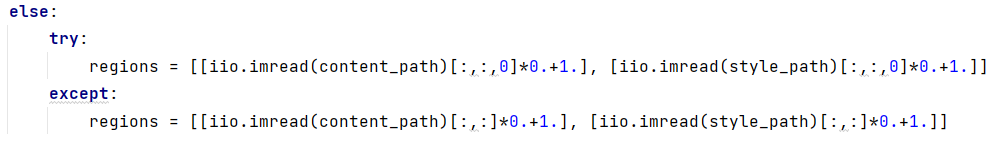 else:
    try:
        regions = [[iio.imread(content_path)[:,:,0]*0.+1.], [iio.imread(style_path)[:,:,0]*0.+1.]]
    except:
        regions = [[iio.imread(content_path)[:,:]*0.+1.], [iio.imread(style_path)[:,:]*0.+1.]]